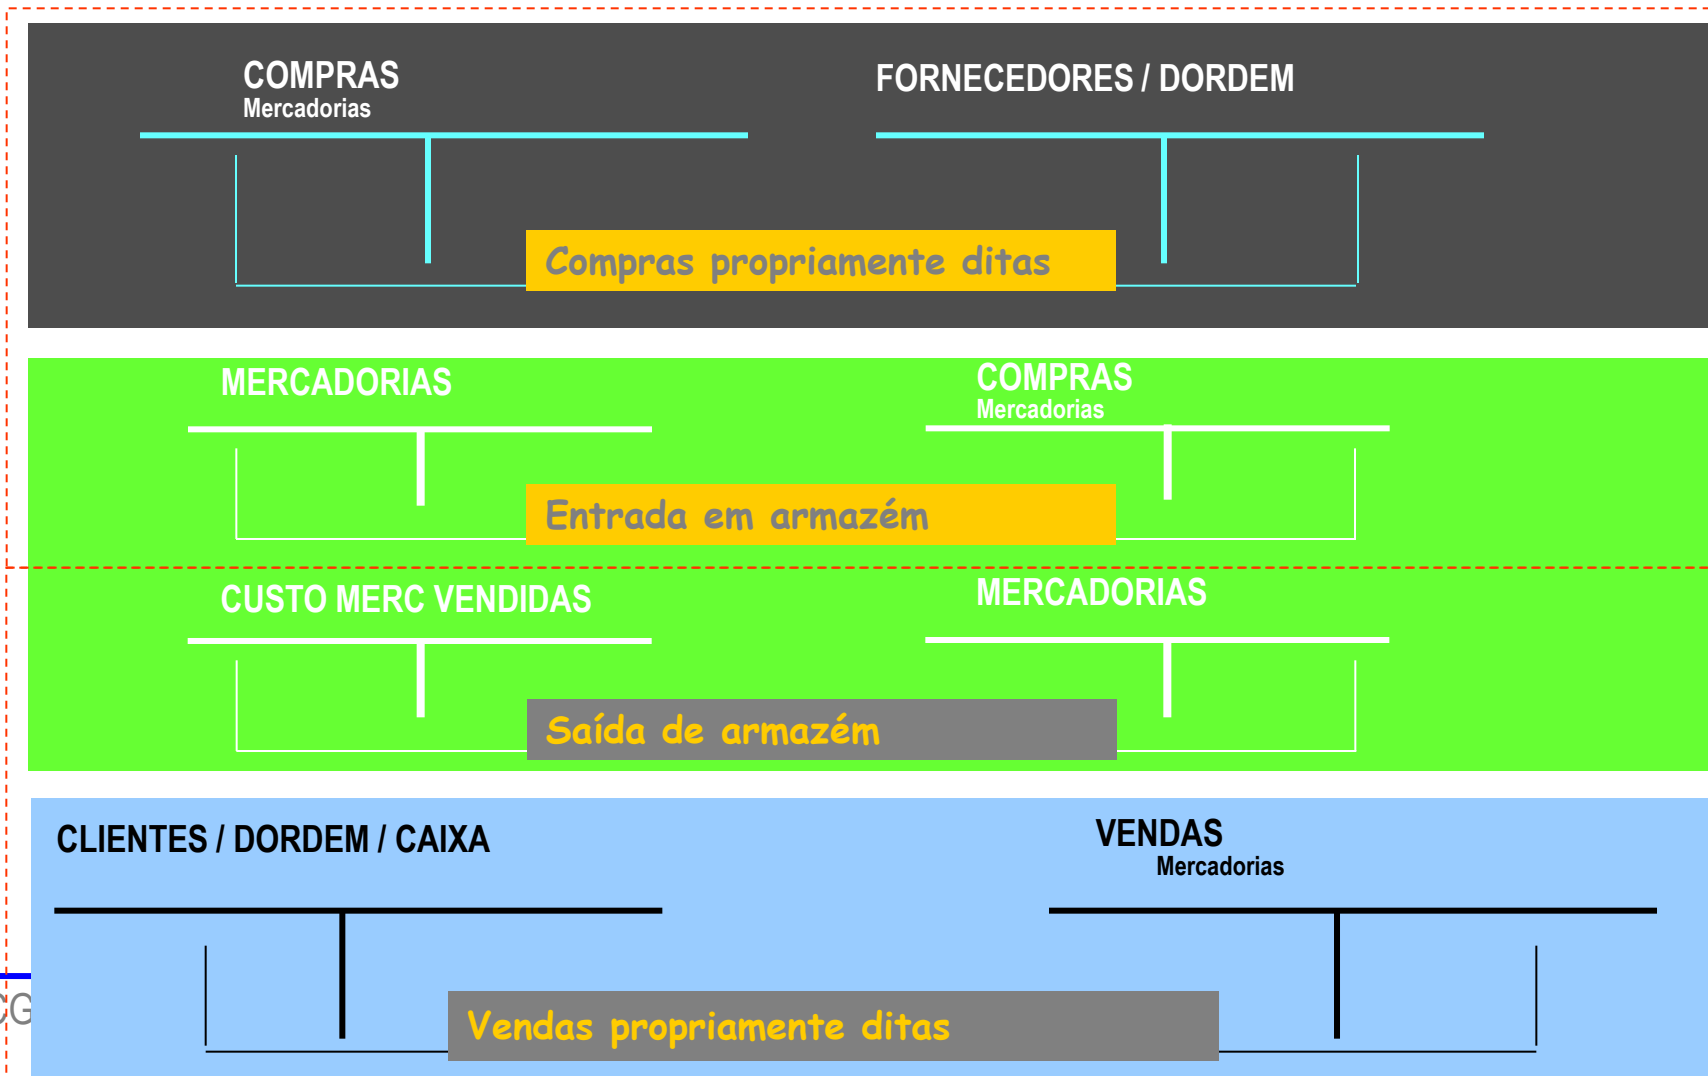 COMPRAS
Mercadorias
FORNECEDORES / DORDEM
Compras propriamente ditas
MERCADORIAS
COMPRAS
Mercadorias
Entrada em armazém
CUSTO MERC VENDIDAS
MERCADORIAS
Saída de armazém
CLIENTES / DORDEM / CAIXA
VENDAS
Mercadorias
Vendas propriamente ditas